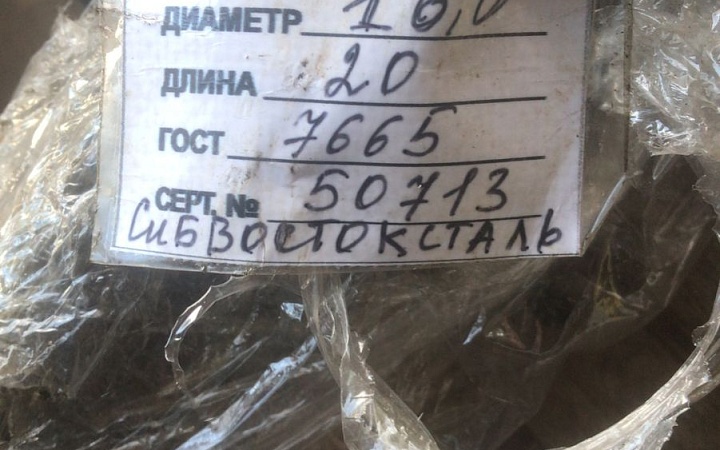 ДИАМЕТР 16,0
ДЛИНА 20
ГОСТ 7665
СЕРТ. № 50713
СибВОСТОКСТАЛЬ